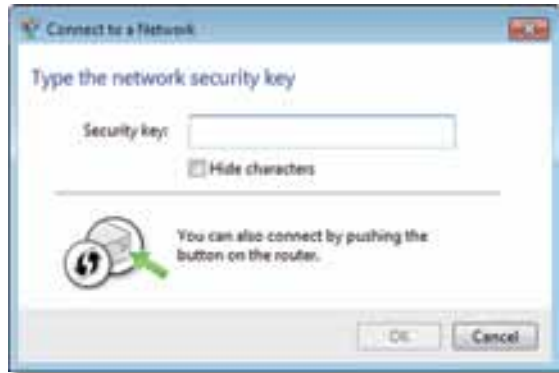 Connect to a Network
Type the network security key
Security key:
Hide characters
You can also connect by pushing the
button on the router.
OK
Cancel